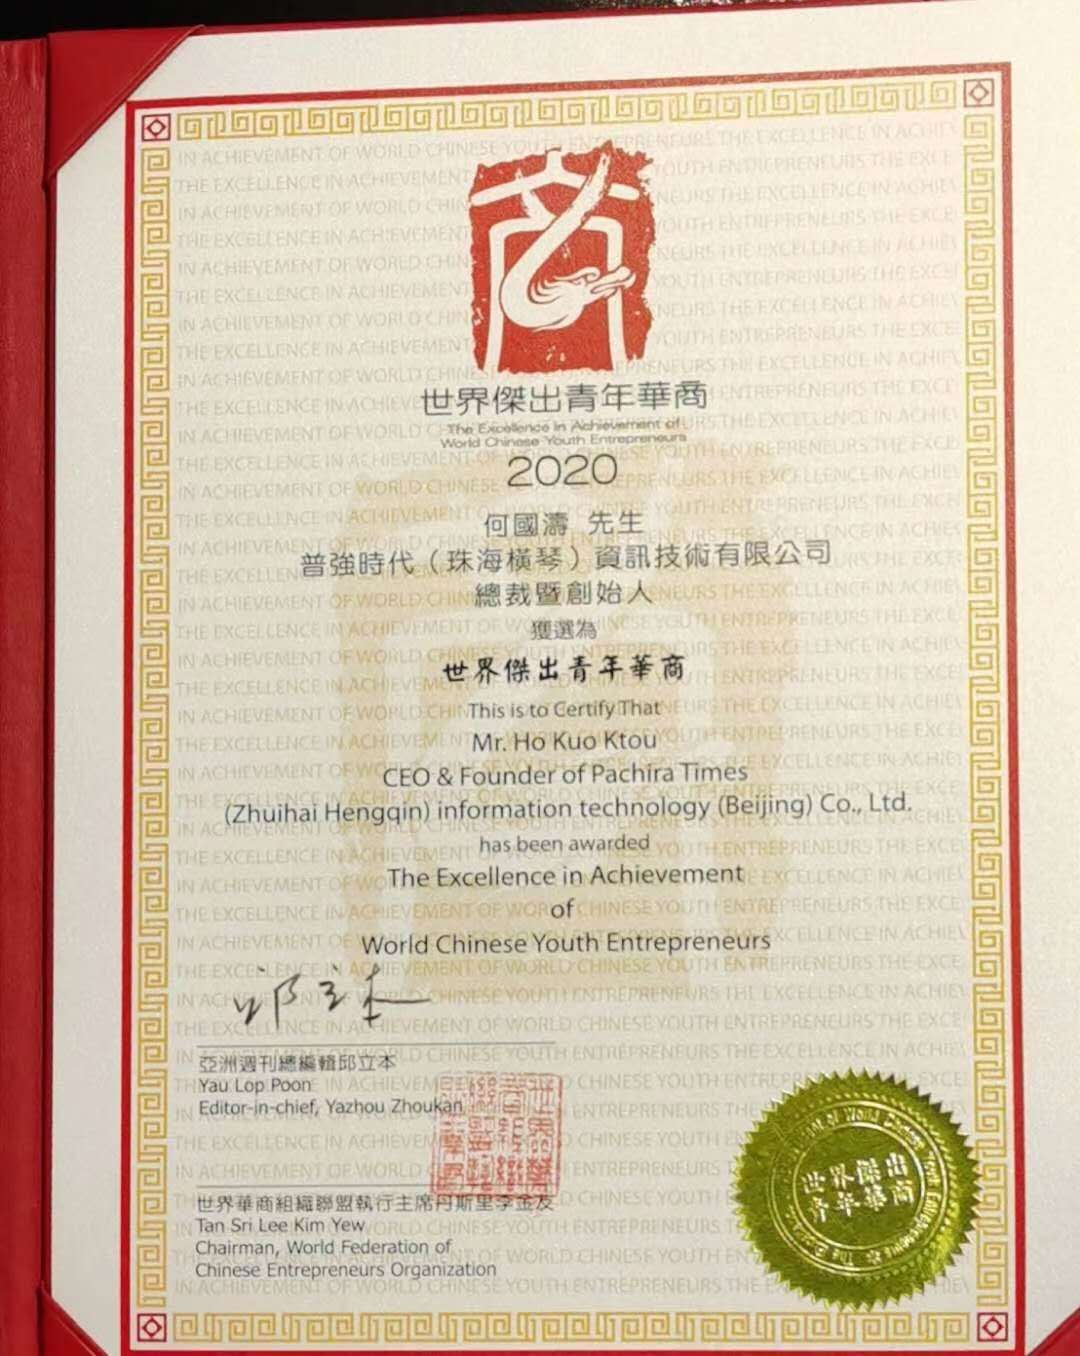 世界傑出青年華商
The Excellence in Achievement of
World Chinese Youth Entrepreneurs
2020
何國濤 先生
普強時代（珠海橫琴）資訊技術有限公司
總裁暨創始人
獲選為
世界傑出青年華商
This is to Certify That
Mr. Ho Kuo Ktou
CEO & Founder of Pachira Times
(Zhuihai Hengqin) information technology (Beijing) Co., Ltd.
has been awarded
The Excellence in Achievement
of
World Chinese Youth Entrepreneurs
亞洲週刊總編輯邱立本
Yau Lop Poon
Editor-in-chief, Yazhou Zhoukan
世界華商組織聯盟執行主席丹斯里李金友
Tan Sri Lee Kim Yew
Chairman, World Federation of
Chinese Entrepreneurs Organization
世界傑出
青年華商